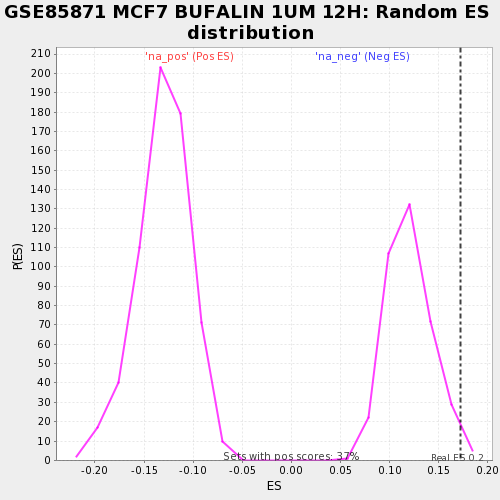 GSE85871 MCF7 BUFALIN 1UM 12H: Random ES
distribution
'na_pos' (Pos ES) 'na_neg' (Neg ES)
210
200
190
180
170
160
150
140
130
120
110
100
90
80
70
60
50
40
30
20
10
0
P(ES)
Sets with pos scores: 37%
Real ES 0.2
-0.20 -0.15 -0.10 -0.05 0.00 0.05 0.10 0.15 0.20
ES